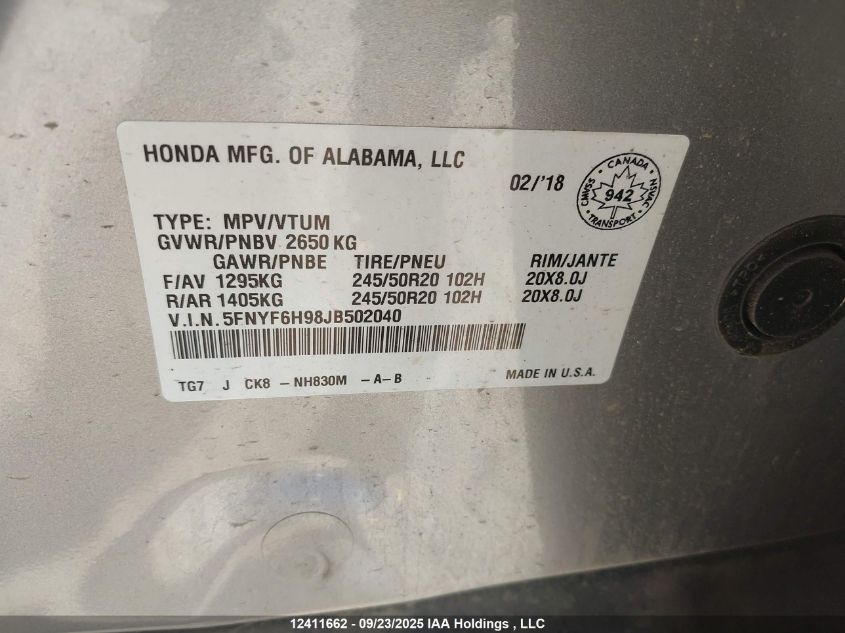 HONDA MFG. OF ALABAMA, LLC
02/'18
CANADA
CMVSS
942
NSVAC
TRANSPORT
TYPE: MPV/VTUM
GVWR/PNBV 2650 KG
GAWR/PNBE TIRE/PNEU RIM/JANTE
F/AV 1295KG 245/50R20 102H 20X8.0J
R/AR 1405KG 245/50R20 102H 20X8.0J
V.I.N. 5FNYF6H98JB502040
TG7 J CK8 -NH830M -A-B MADE IN U.S.A.
12411662 - 09/23/2025 IAA Holdings , LLC